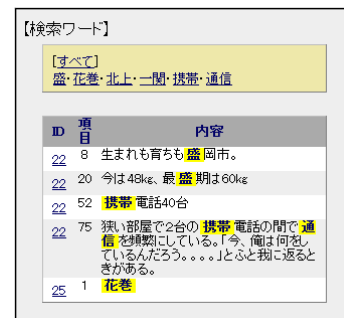 【検索ワード】
[すべて]
盛・花巻・北上・一関・携帯・通信
ID 項目 内容
22 8 生まれも育ちも 盛 岡市。
22 20 今は48kg、最 盛 期は60kg
22 52 携帯 電話40台
22 75 狭い部屋で2台の 携帯 電話の間で 通
信 を頻繁にしている。「今、俺は何をし
ているんだろう。。。。」とふと我に返ると
きがある。
25 1 花巻